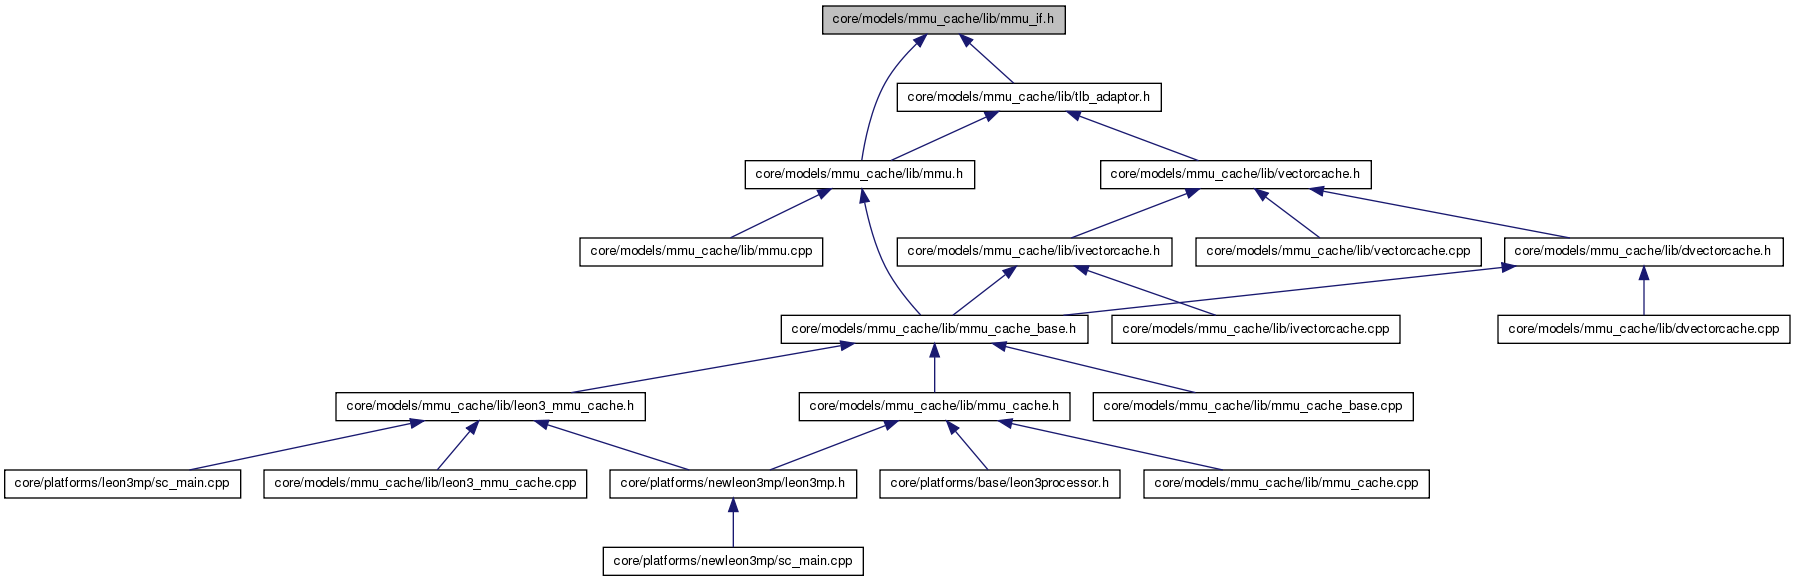 core/models/mmu_cache/lib/mmu_if.h
core/models/mmu_cache/lib/tlb_adaptor.h
core/models/mmu_cache/lib/mmu.h
core/models/mmu_cache/lib/vectorcache.h
core/models/mmu_cache/lib/mmu.cpp
core/models/mmu_cache/lib/ivectorcache.h
core/models/mmu_cache/lib/vectorcache.cpp
core/models/mmu_cache/lib/dvectorcache.h
core/models/mmu_cache/lib/mmu_cache_base.h
core/models/mmu_cache/lib/ivectorcache.cpp
core/models/mmu_cache/lib/dvectorcache.cpp
core/models/mmu_cache/lib/leon3_mmu_cache.h
core/models/mmu_cache/lib/mmu_cache.h
core/models/mmu_cache/lib/mmu_cache_base.cpp
core/platforms/leon3mp/sc_main.cpp
core/models/mmu_cache/lib/leon3_mmu_cache.cpp
core/platforms/newleon3mp/leon3mp.h
core/platforms/base/leon3processor.h
core/models/mmu_cache/lib/mmu_cache.cpp
core/platforms/newleon3mp/sc_main.cpp